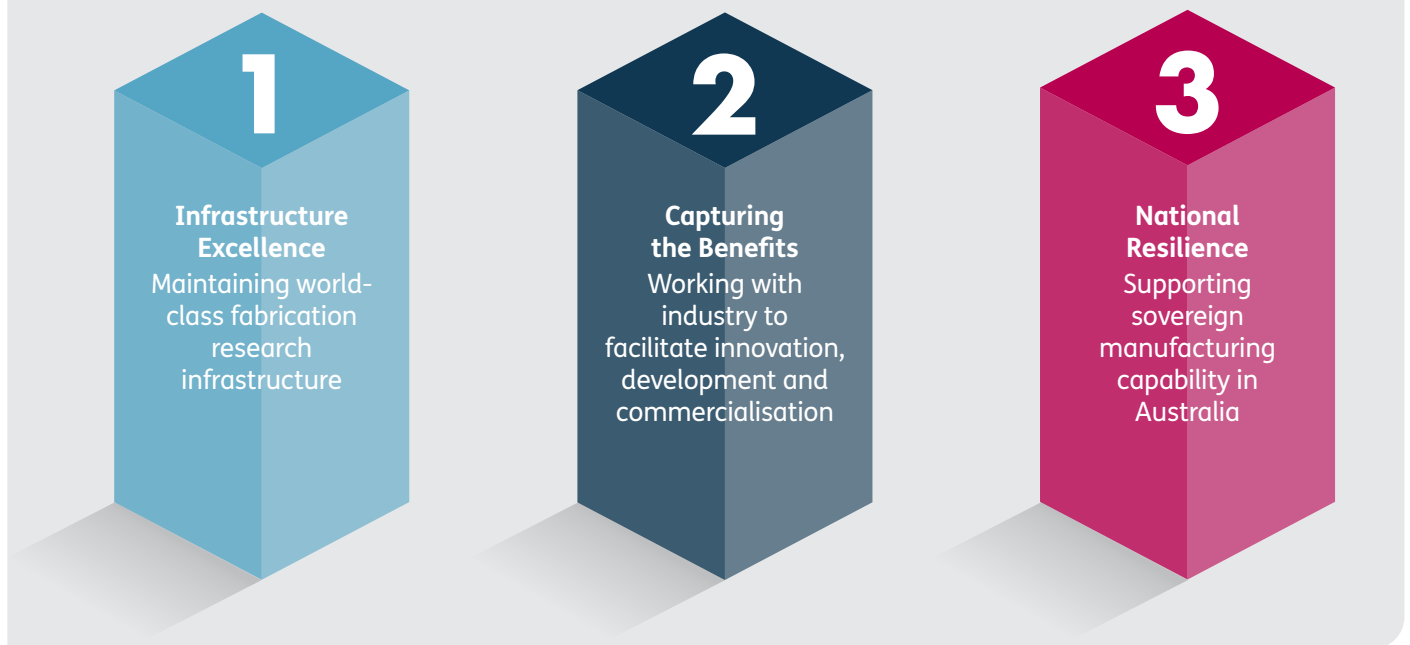 1
Infrastructure
Excellence
Maintaining world-
class fabrication
research
infrastructure
2
Capturing
the Benefits
Working with
industry to
facilitate innovation,
development and
commercialisation
3
National
Resilience
Supporting
sovereign
manufacturing
capability in
Australia